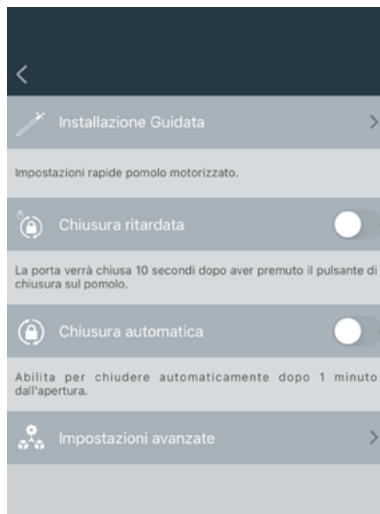 Installazione Guidata
Impostazioni rapide pomolo motorizzato.
Chiusura ritardata
La porta verrà chiusa 10 secondi dopo aver premuto il pulsante di
chiusura sul pomolo.
Chiusura automatica
Abilita per chiudere automaticamente dopo 1 minuto
dall'apertura.
Impostazioni avanzate